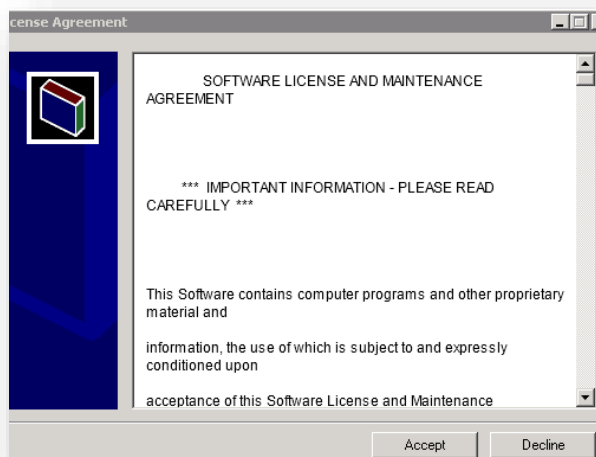 cense Agreement
SOFTWARE LICENSE AND MAINTENANCE
AGREEMENT
*** IMPORTANT INFORMATION - PLEASE READ
CAREFULLY ***
This Software contains computer programs and other proprietary
material and
information, the use of which is subject to and expressly
conditioned upon
acceptance of this Software License and Maintenance
Accept
Decline